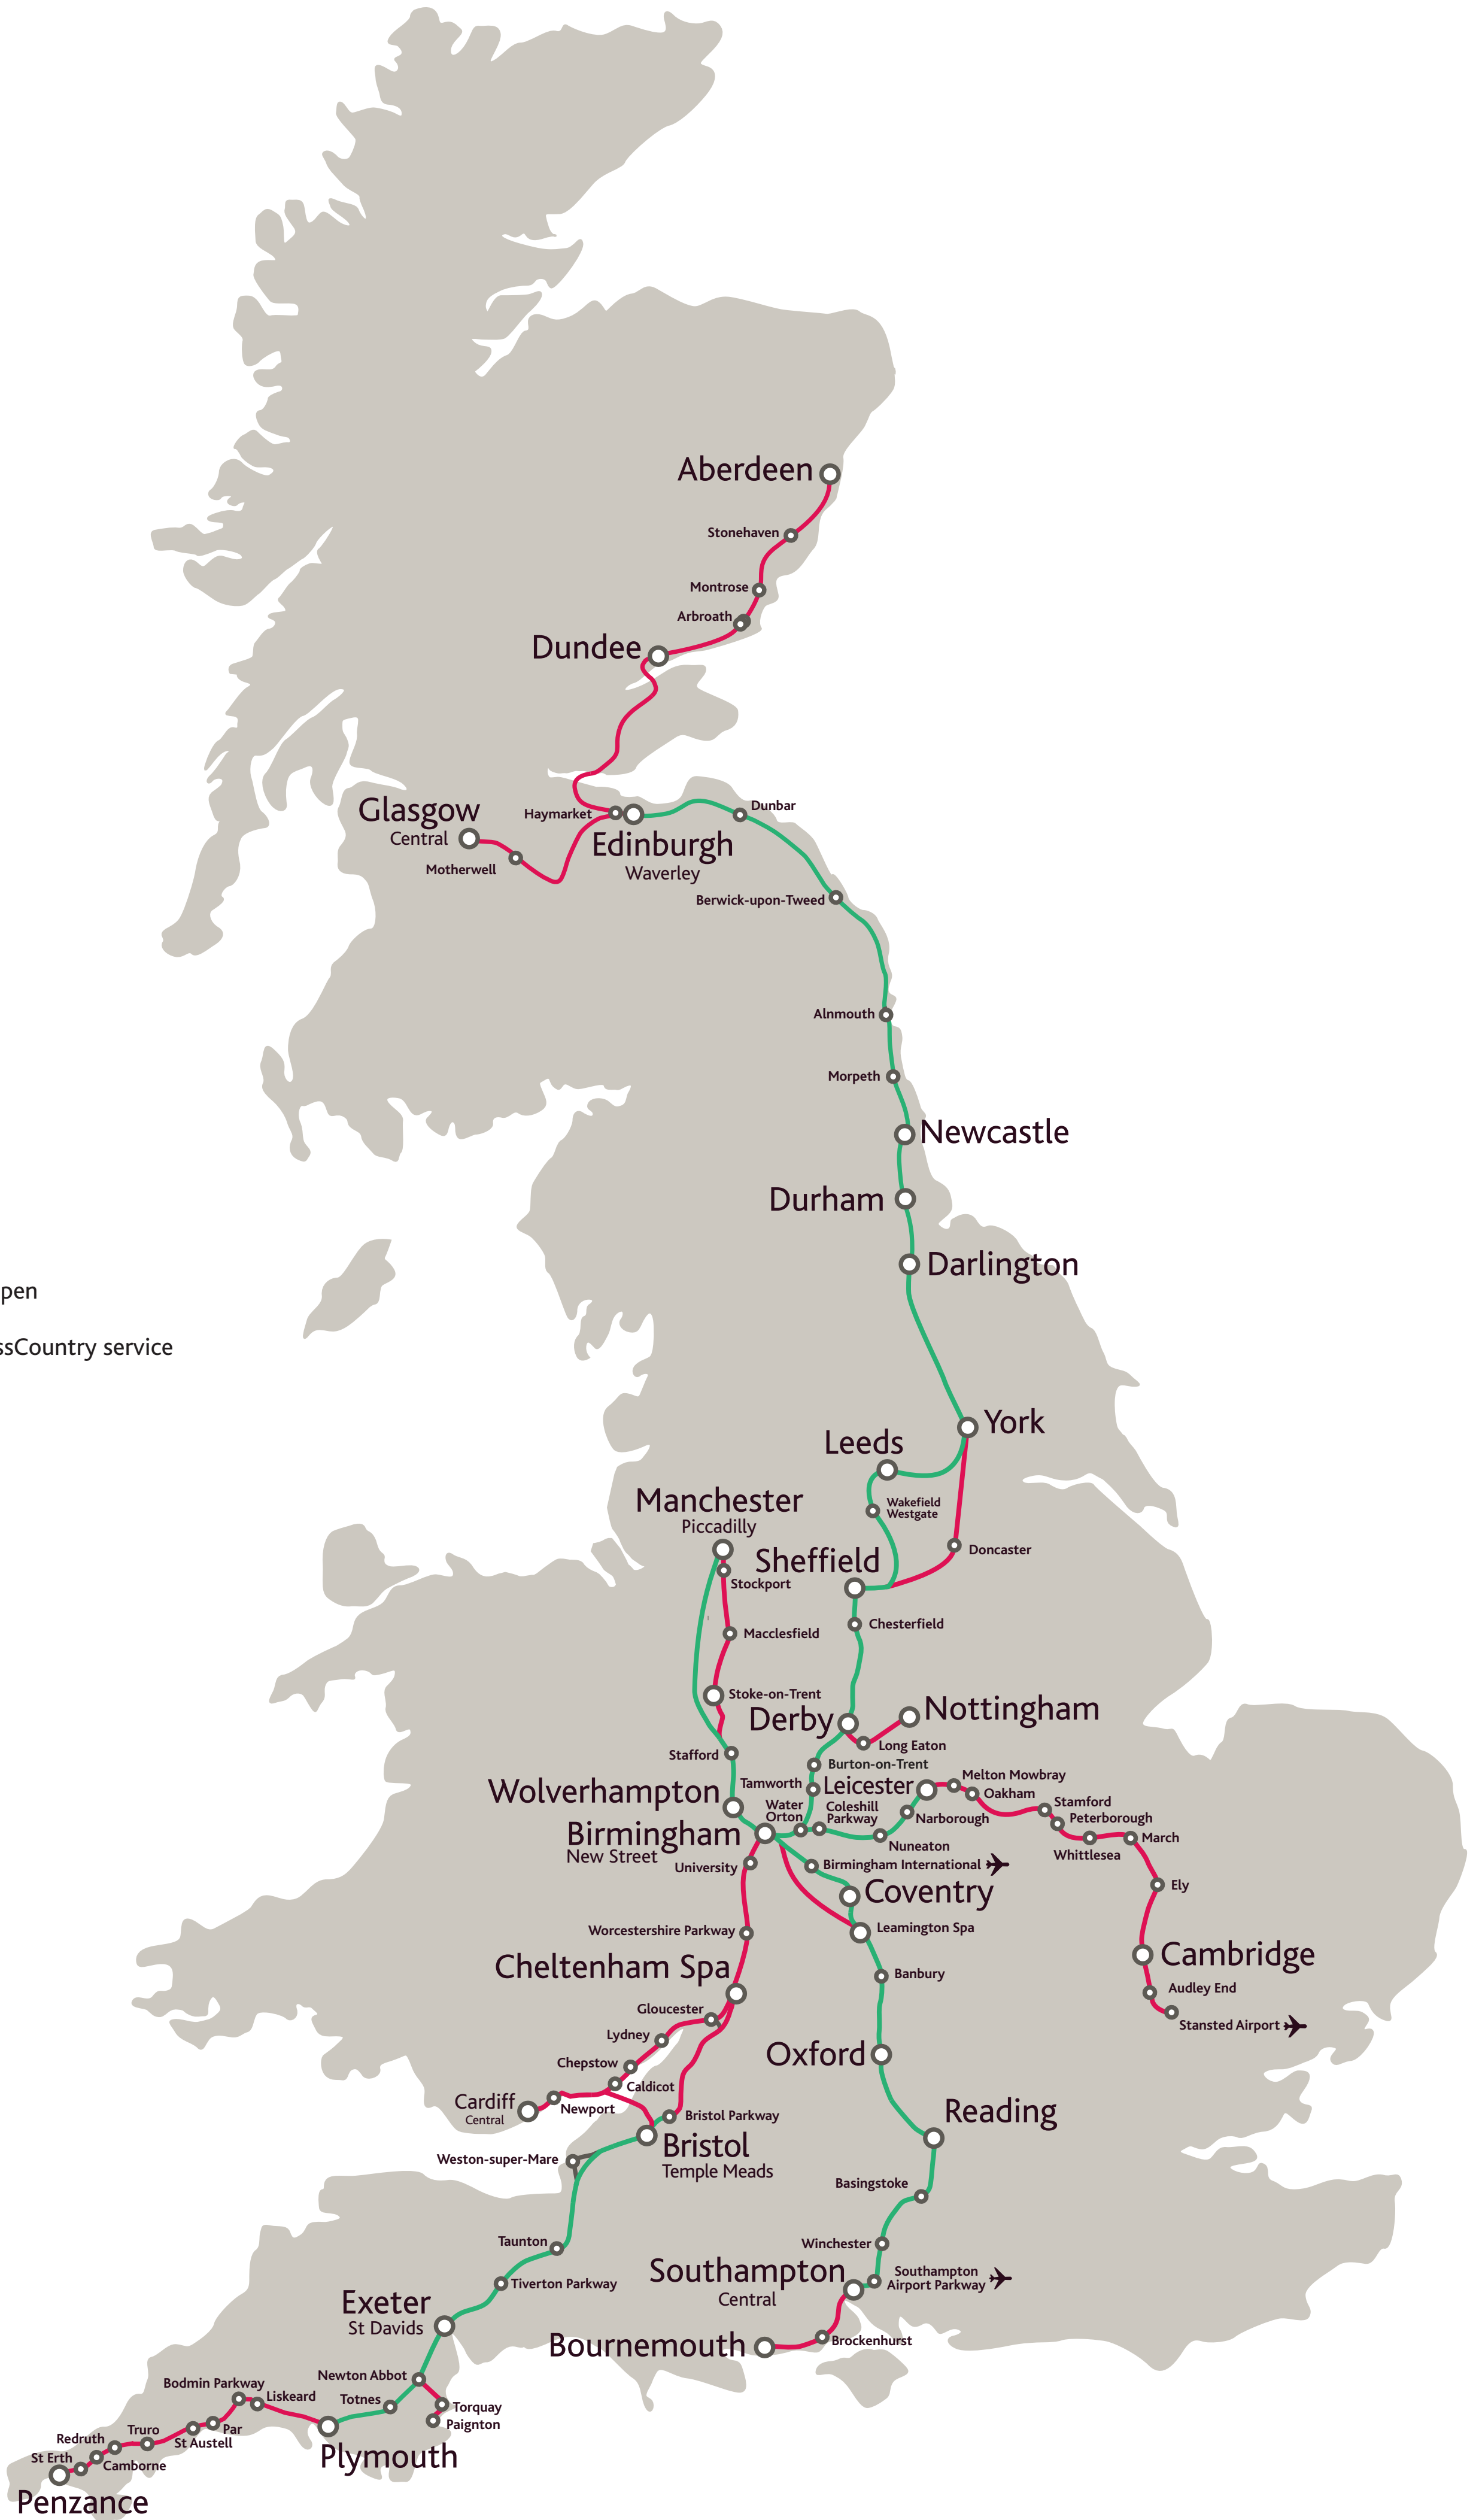 Aberdeen
Stonehaven
Montrose
Arbroath
Dundee
Glasgow
Central
Motherwell
Haymarket
Edinburgh
Waverley
Dunbar
Berwick-upon-Tweed
Alnmouth
Morpeth
Newcastle
Durham
Darlington
pen
ssCountry service
York
Leeds
Wakefield
Westgate
Manchester
Piccadilly
Stockport
Sheffield
Doncaster
Chesterfield
Macclesfield
Stoke-on-Trent
Derby
Nottingham
Long Eaton
Stafford
Burton-on-Trent
Tamworth
Wolverhampton
Leicester
Melton Mowbray
Oakham
Stamford
Peterborough
Water
Orton
Coleshill
Parkway
Narborough
Nuneaton
Whittlesea
March
Birmingham
New Street
University
Birmingham International
Coventry
Ely
Leamington Spa
Worcestershire Parkway
Cambridge
Cheltenham Spa
Banbury
Audley End
Stansted Airport
Gloucester
Lydney
Chepstow
Caldicot
Oxford
Cardiff
Central
Newport
Bristol Parkway
Reading
Bristol
Temple Meads
Weston-super-Mare
Basingstoke
Taunton
Winchester
Tiverton Parkway
Southampton
Central
Southampton
Airport Parkway
Exeter
St Davids
Bournemouth
Brockenhurst
Newton Abbot
Bodmin Parkway
Liskeard
Totnes
Torquay
Paignton
Plymouth
Par
St Austell
Truro
Redruth
Camborne
St Erth
Penzance